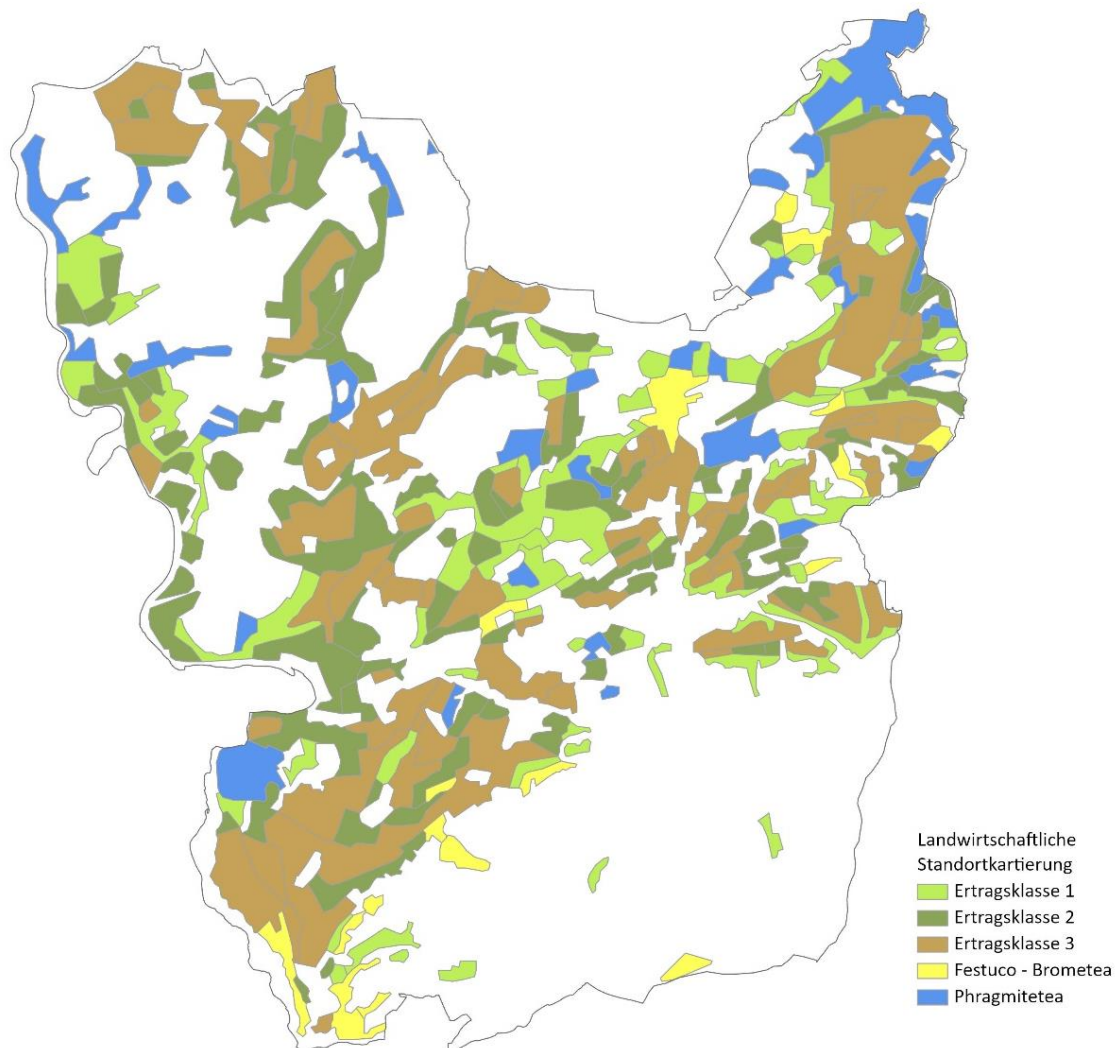 Landwirtschaftliche
Standortkartierung
Ertragsklasse 1
Ertragsklasse 2
Ertragsklasse 3
Festuco - Brometea
Phragmitetea